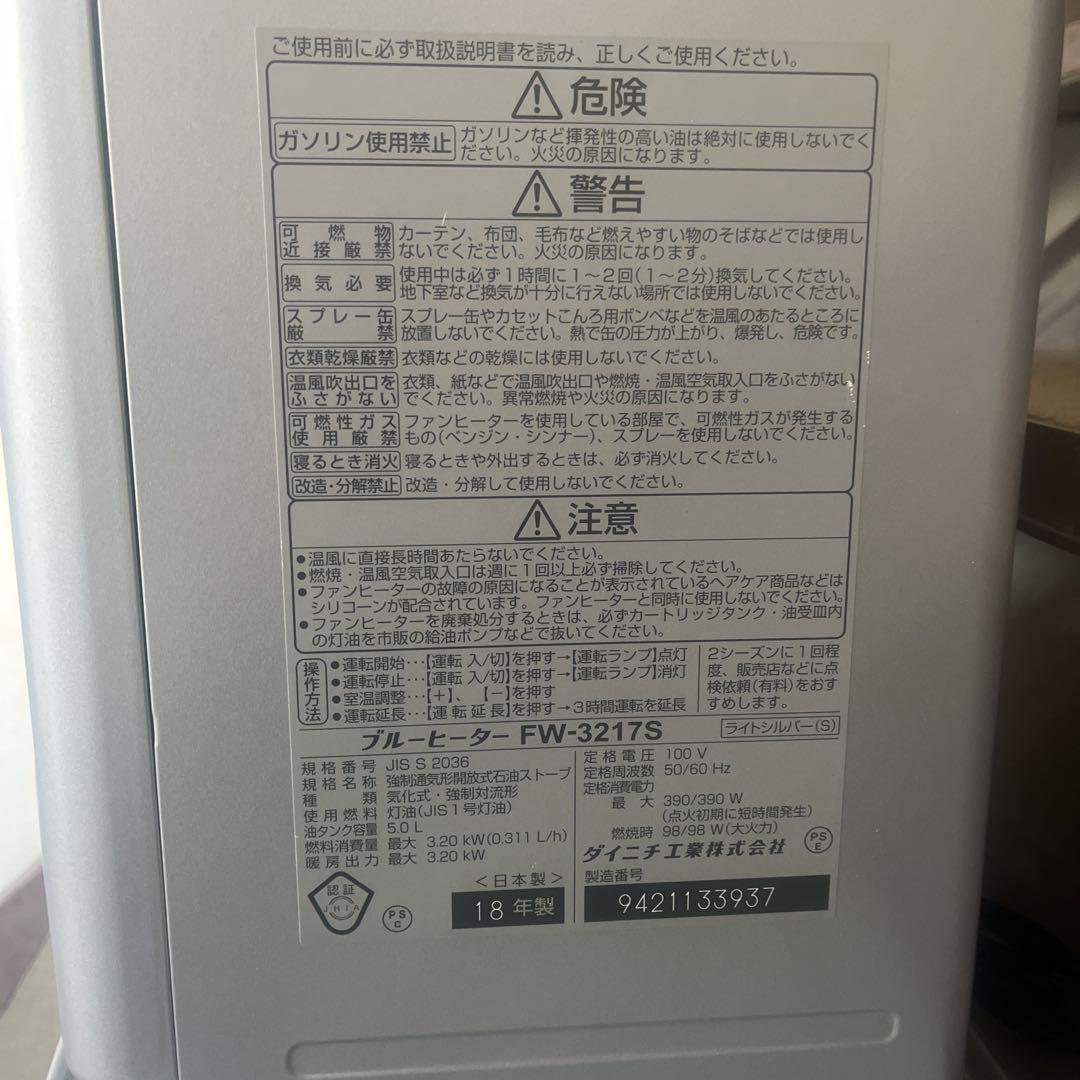 ご使用前に必ず取扱説明書を読み、正しくご使用ください。
危険
ガソリン使用禁止 ガソリンなど揮発性の高い油は絶対に使用しないでく
ださい。火災の原因になります。
警告
可燃物 カーテン、布団、毛布など燃えやすい物のそばなどでは使用し
近接厳禁 ないでください。火災の原因になります。
換気必要 使用中は必ず1時間に1〜2回(1〜2分)換気してください。
地下室など換気が十分に行えない場所では使用しないでください。
スプレー缶 スプレー缶やカセットこんろ用ボンベなどを温風のあたるところに
厳禁 放置しないでください。熱で缶の圧力が上がり、爆発し、危険です。
衣類乾燥厳禁 衣類などの乾燥には使用しないでください。
温風吹出口を 衣類、紙などで温風吹出口や燃焼・温風空気取入口をふさがない
ふさがない でください。異常燃焼や火災の原因になります。
可燃性ガス ファンヒーターを使用している部屋で、可燃性ガスが発生する
使用厳禁 もの(ベンジン・シンナー)、スプレーを使用しないでください。
寝るとき消火 寝るときや外出するときは、必ず消火してください。
改造・分解禁止 改造・分解して使用しないでください。
注意
●温風に直接長時間あたらないでください。
●燃焼・温風空気取入口は週に1回以上必ず掃除してください。
●ファンヒーターの故障の原因になることが表示されているヘアケア商品などは
シリコーンが配合されています。ファンヒーターと同時に使用しないでください。
●ファンヒーターを廃棄処分するときは、必ずカートリッジタンク・油受皿内
の灯油を市販の給油ポンプなどで抜いてください。
操作方法
●運転開始…【運転 入/切】を押す→【運転ランプ】点灯
●運転停止…【運転 入/切】を押す→【運転ランプ】消灯
●室温調整…【+】、【−】を押す
●運転延長…【運転延長】を押す→3時間運転を延長
2シーズンに1回程
度、販売店などに点
検依頼(有料)をおす
すめします。
ブルーヒーター FW-3217S ライトシルバー(S)
規格番号 JIS S 2036
規格名称 強制通気形開放式石油ストーブ
種類 気化式・強制対流形
使用燃料 灯油(JIS1号灯油)
油タンク容量 5.0 L
燃料消費量 最大 3.20 kW(0.311 L/h)
暖房出力 最大 3.20 kW
定格電圧 100 V
定格周波数 50/60 Hz
定格消費電力
最大 390/390 W
(点火初期に短時間発生)
燃焼時 98/98 W(大火力)
ダイニチ工業株式会社
PS
E
認証
JHIA
PS
C
<日本製>
18 年製
製造番号
9421133937